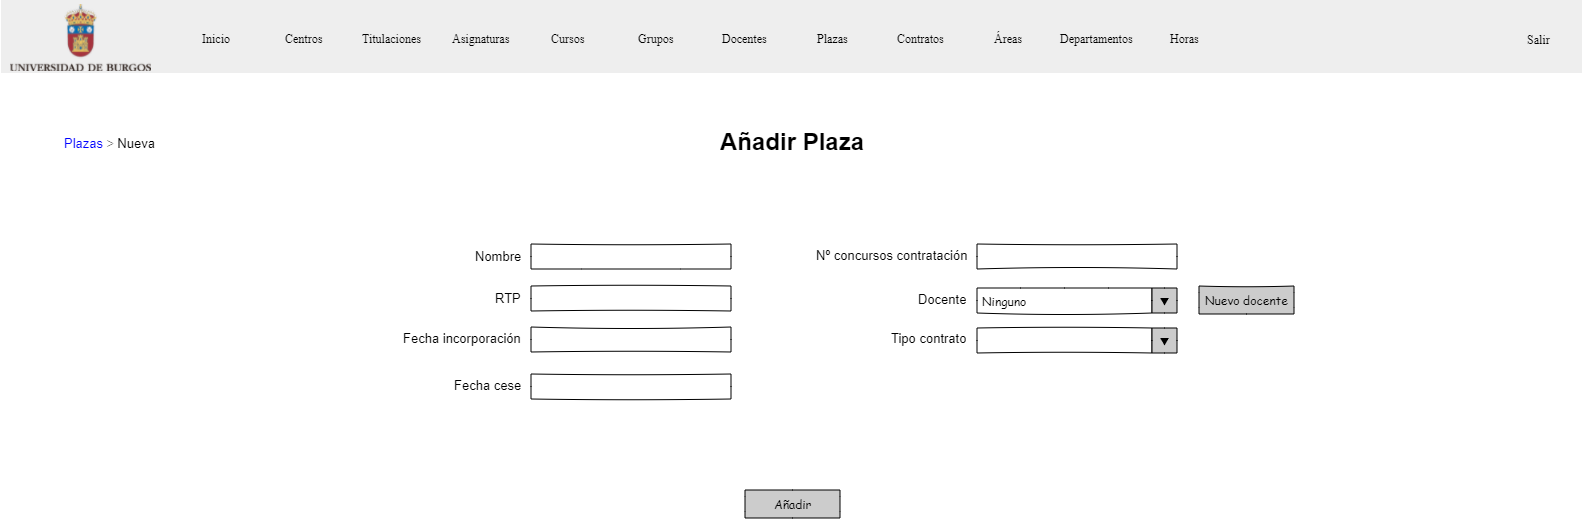 UNIVERSIDAD DE BURGOS
Inicio Centros Titulaciones Asignaturas Cursos Grupos Docentes Plazas Contratos Áreas Departamentos Horas Salir
Plazas > Nueva
Añadir Plaza
Nombre
Nº concursos contratación
RTP
Docente Ninguno Nuevo docente
Fecha incorporación
Tipo contrato
Fecha cese
Añadir